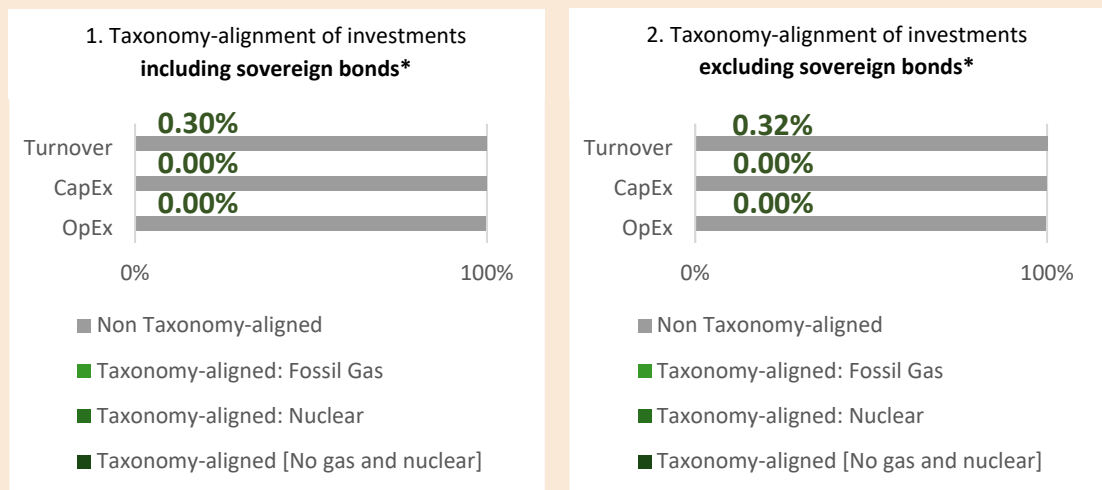 1. Taxonomy-alignment of investments
including sovereign bonds*
0.30%
Turnover
0.00%
CapEx
0.00%
OpEx
0%
100%
Non Taxonomy-aligned
Taxonomy-aligned: Fossil Gas
Taxonomy-aligned: Nuclear
Taxonomy-aligned [No gas and nuclear]
2. Taxonomy-alignment of investments
excluding sovereign bonds*
0.32%
Turnover
0.00%
CapEx
0.00%
OpEx
0%
100%
Non Taxonomy-aligned
Taxonomy-aligned: Fossil Gas
Taxonomy-aligned: Nuclear
Taxonomy-aligned [No gas and nuclear]